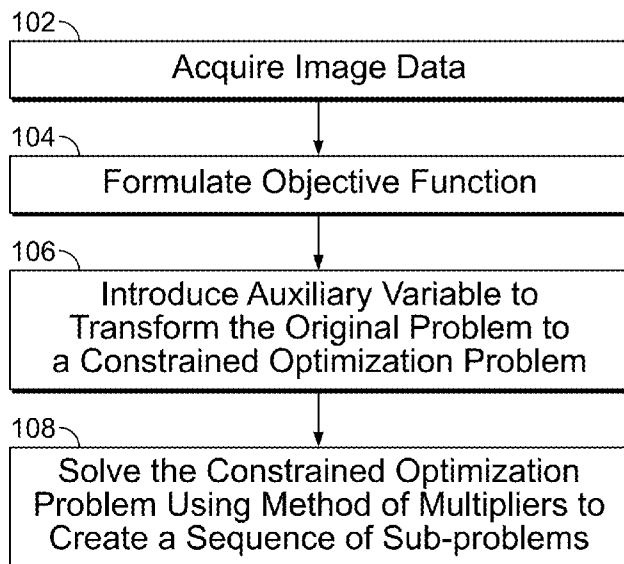 102
Acquire Image Data
104
Formulate Objective Function
106
Introduce Auxiliary Variable to
Transform the Original Problem to
a Constrained Optimization Problem
108
Solve the Constrained Optimization
Problem Using Method of Multipliers to
Create a Sequence of Sub-problems